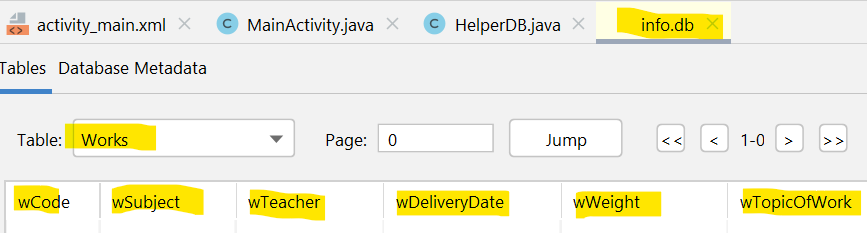 activity_main.xml MainActivity.java HelperDB.java info.db
Tables Database Metadata
Table: Works Page: 0 Jump << < 1-0 > >>
wCode wSubject wTeacher wDeliveryDate wWeight wTopicOfWork